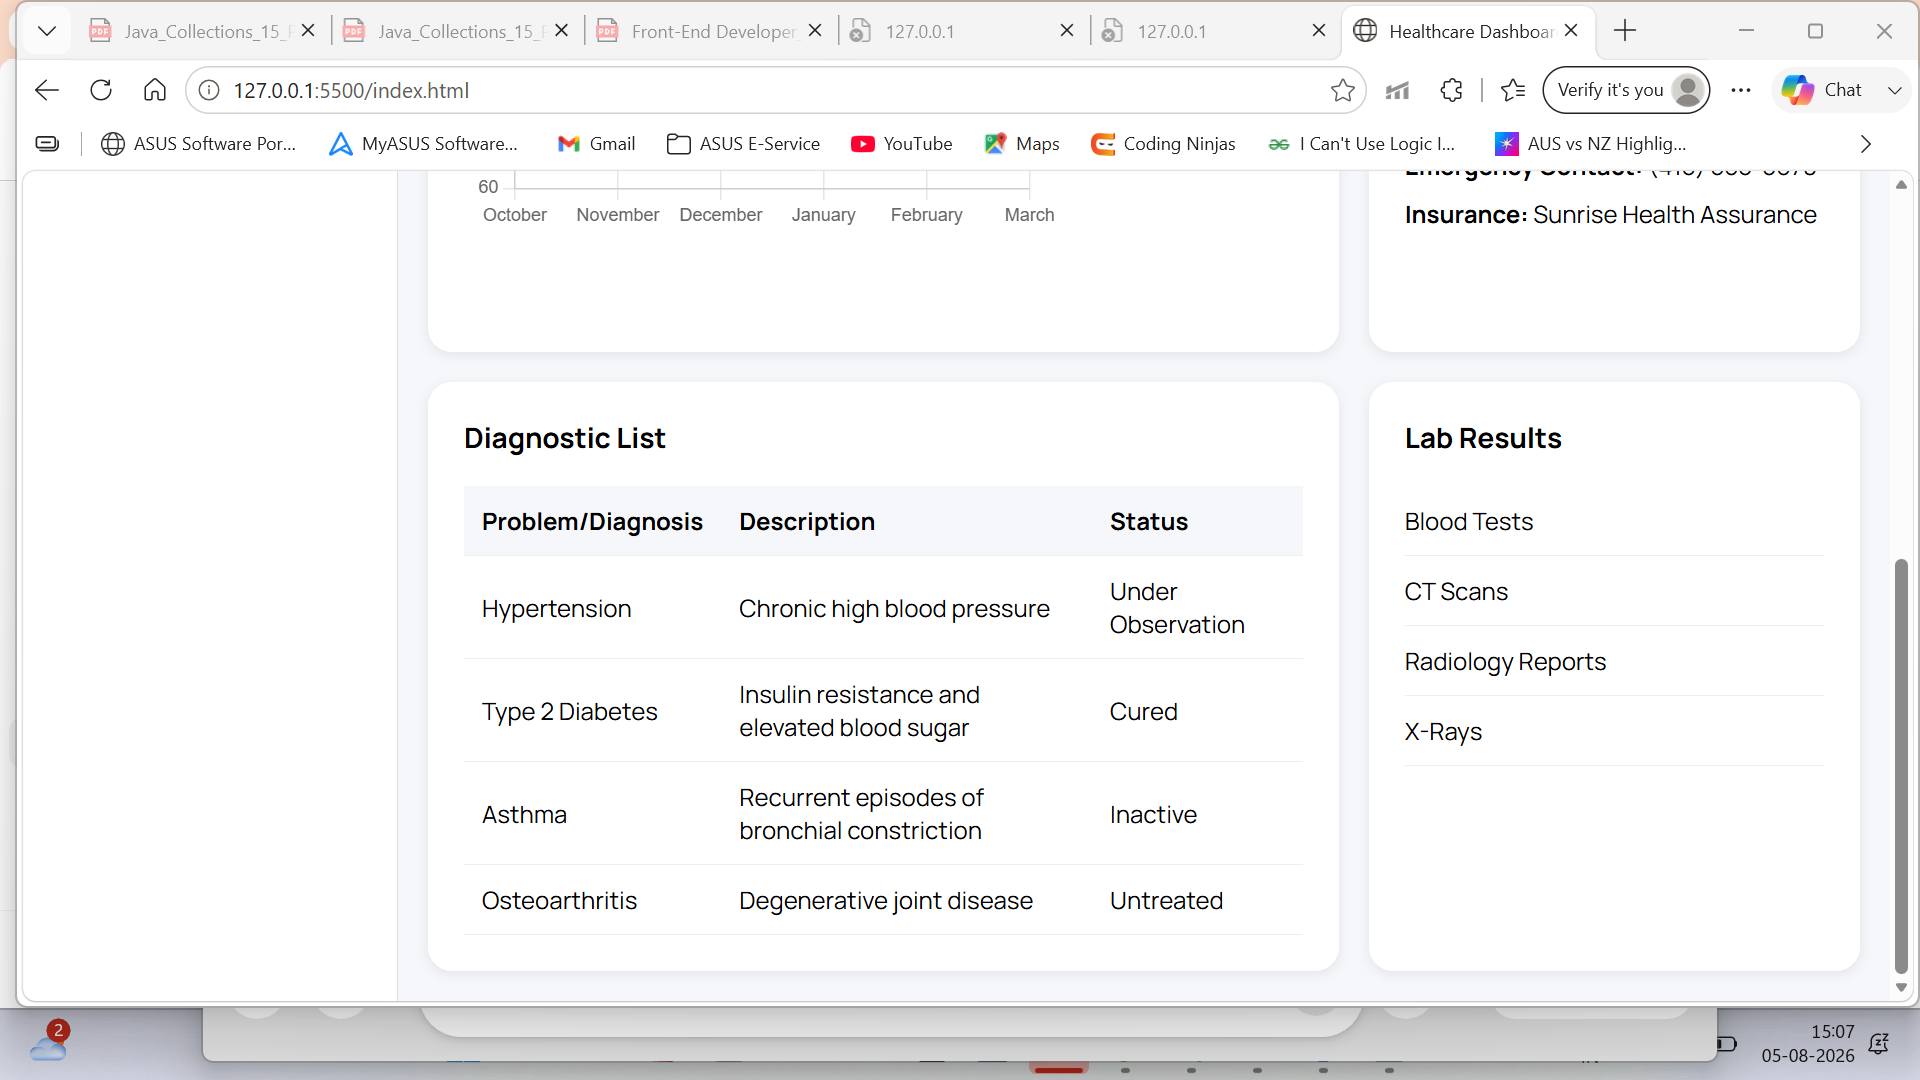 Java_Collections_15_
Java_Collections_15_
Front-End Developer
127.0.0.1
127.0.0.1
Healthcare Dashboar
127.0.0.1:5500/index.html
Verify it's you
Chat
ASUS Software Por...
MyASUS Software...
Gmail
ASUS E-Service
YouTube
Maps
Coding Ninjas
I Can't Use Logic I...
AUS vs NZ Highlig...
60
October November December January February March
Insurance: Sunrise Health Assurance
Diagnostic List
Problem/Diagnosis Description Status
Hypertension Chronic high blood pressure Under
Observation
Type 2 Diabetes Insulin resistance and
elevated blood sugar Cured
Asthma Recurrent episodes of
bronchial constriction Inactive
Osteoarthritis Degenerative joint disease Untreated
Lab Results
Blood Tests
CT Scans
Radiology Reports
X-Rays
2
15:07
05-08-2026